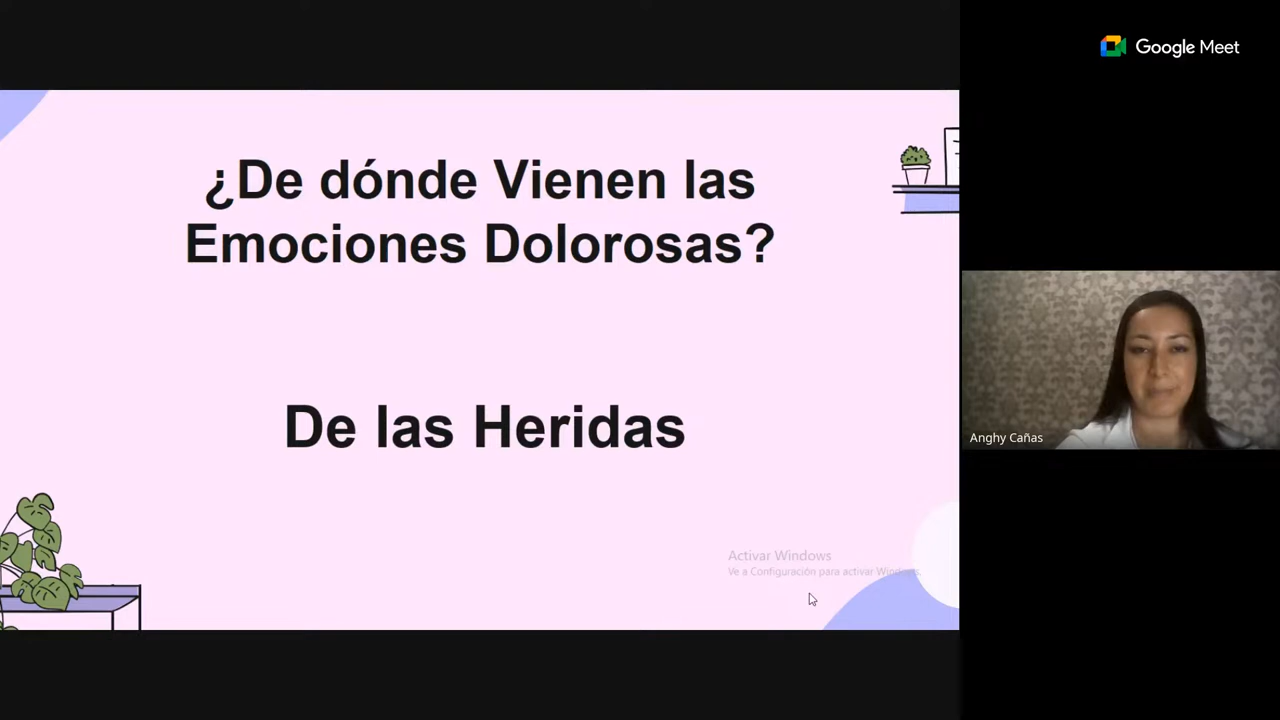 Google Meet
¿De dónde Vienen las
Emociones Dolorosas?
De las Heridas
Anghy Cañas
Activar Windows
Ve a Configuración para activar Windows.